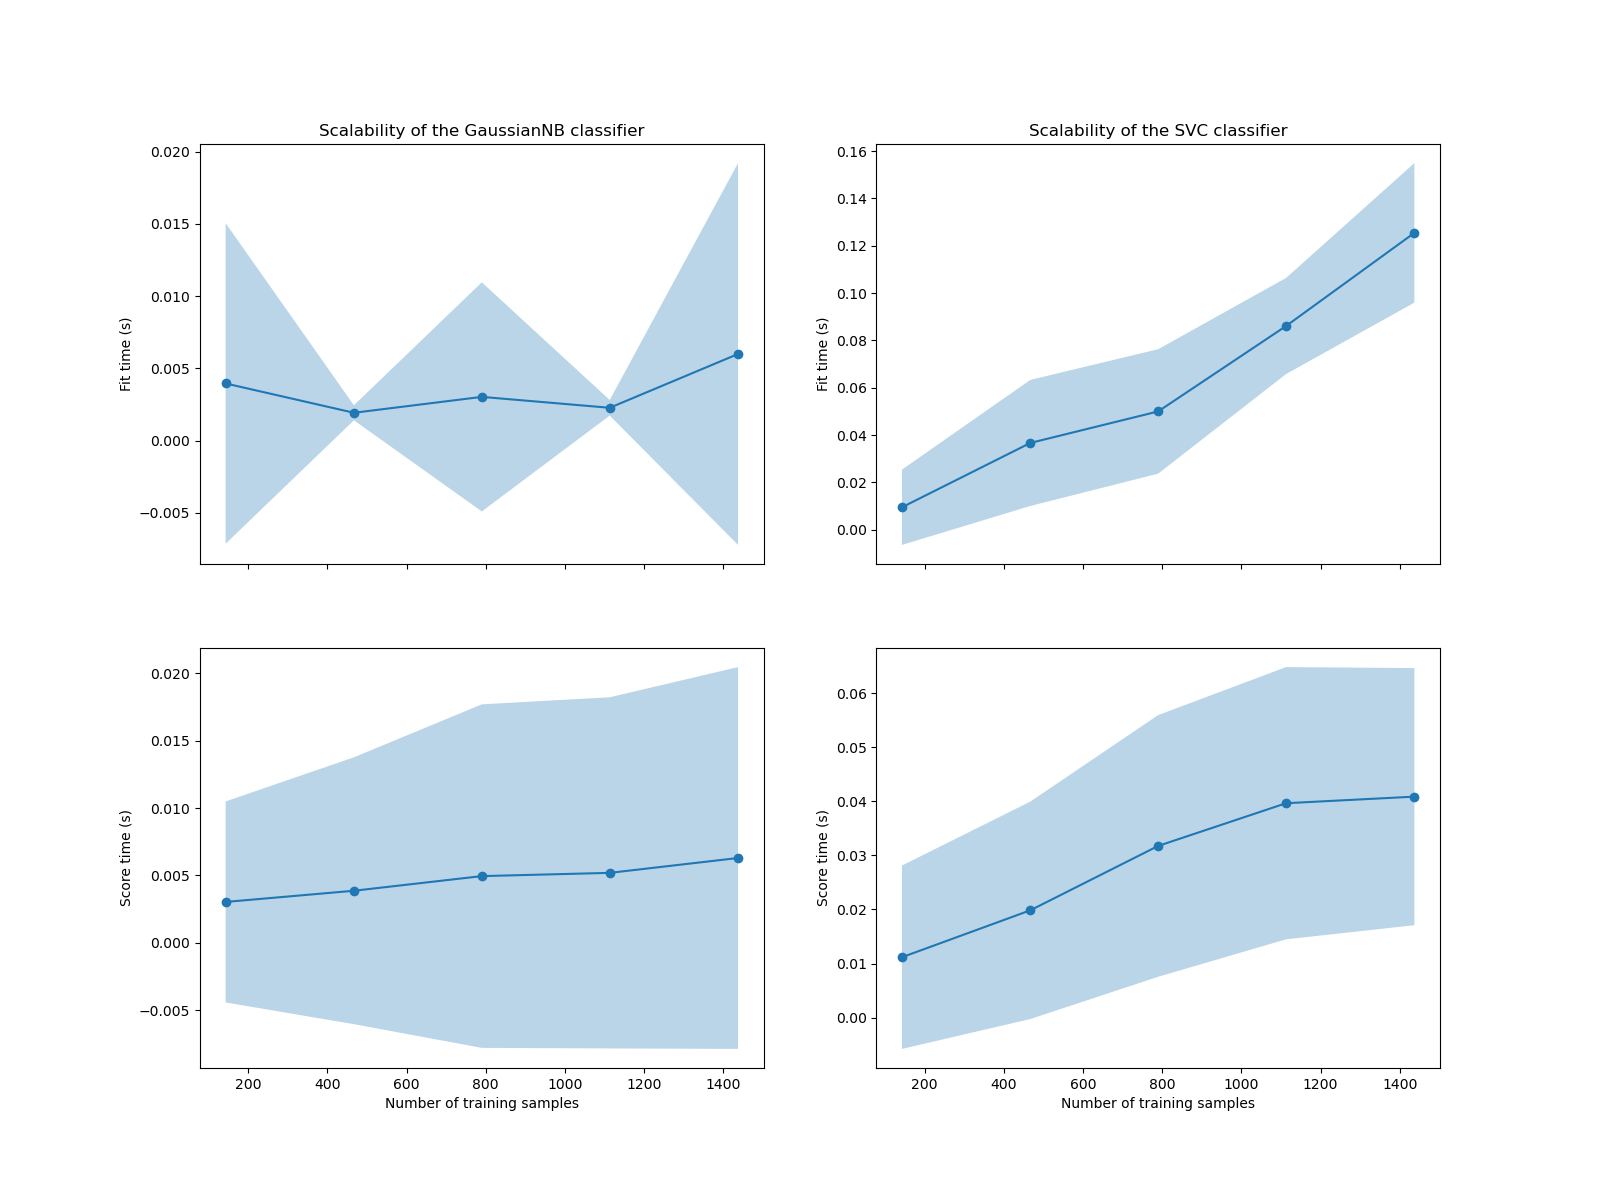 Scalability of the GaussianNB classifier
0.020
0.015
0.010
0.005
0.000
−0.005
Fit time (s)
Scalability of the SVC classifier
0.16
0.14
0.12
0.10
0.08
0.06
0.04
0.02
0.00
Fit time (s)
0.020
0.015
0.010
0.005
0.000
−0.005
Score time (s)
200 400 600 800 1000 1200 1400
Number of training samples
0.06
0.05
0.04
0.03
0.02
0.01
0.00
Score time (s)
200 400 600 800 1000 1200 1400
Number of training samples